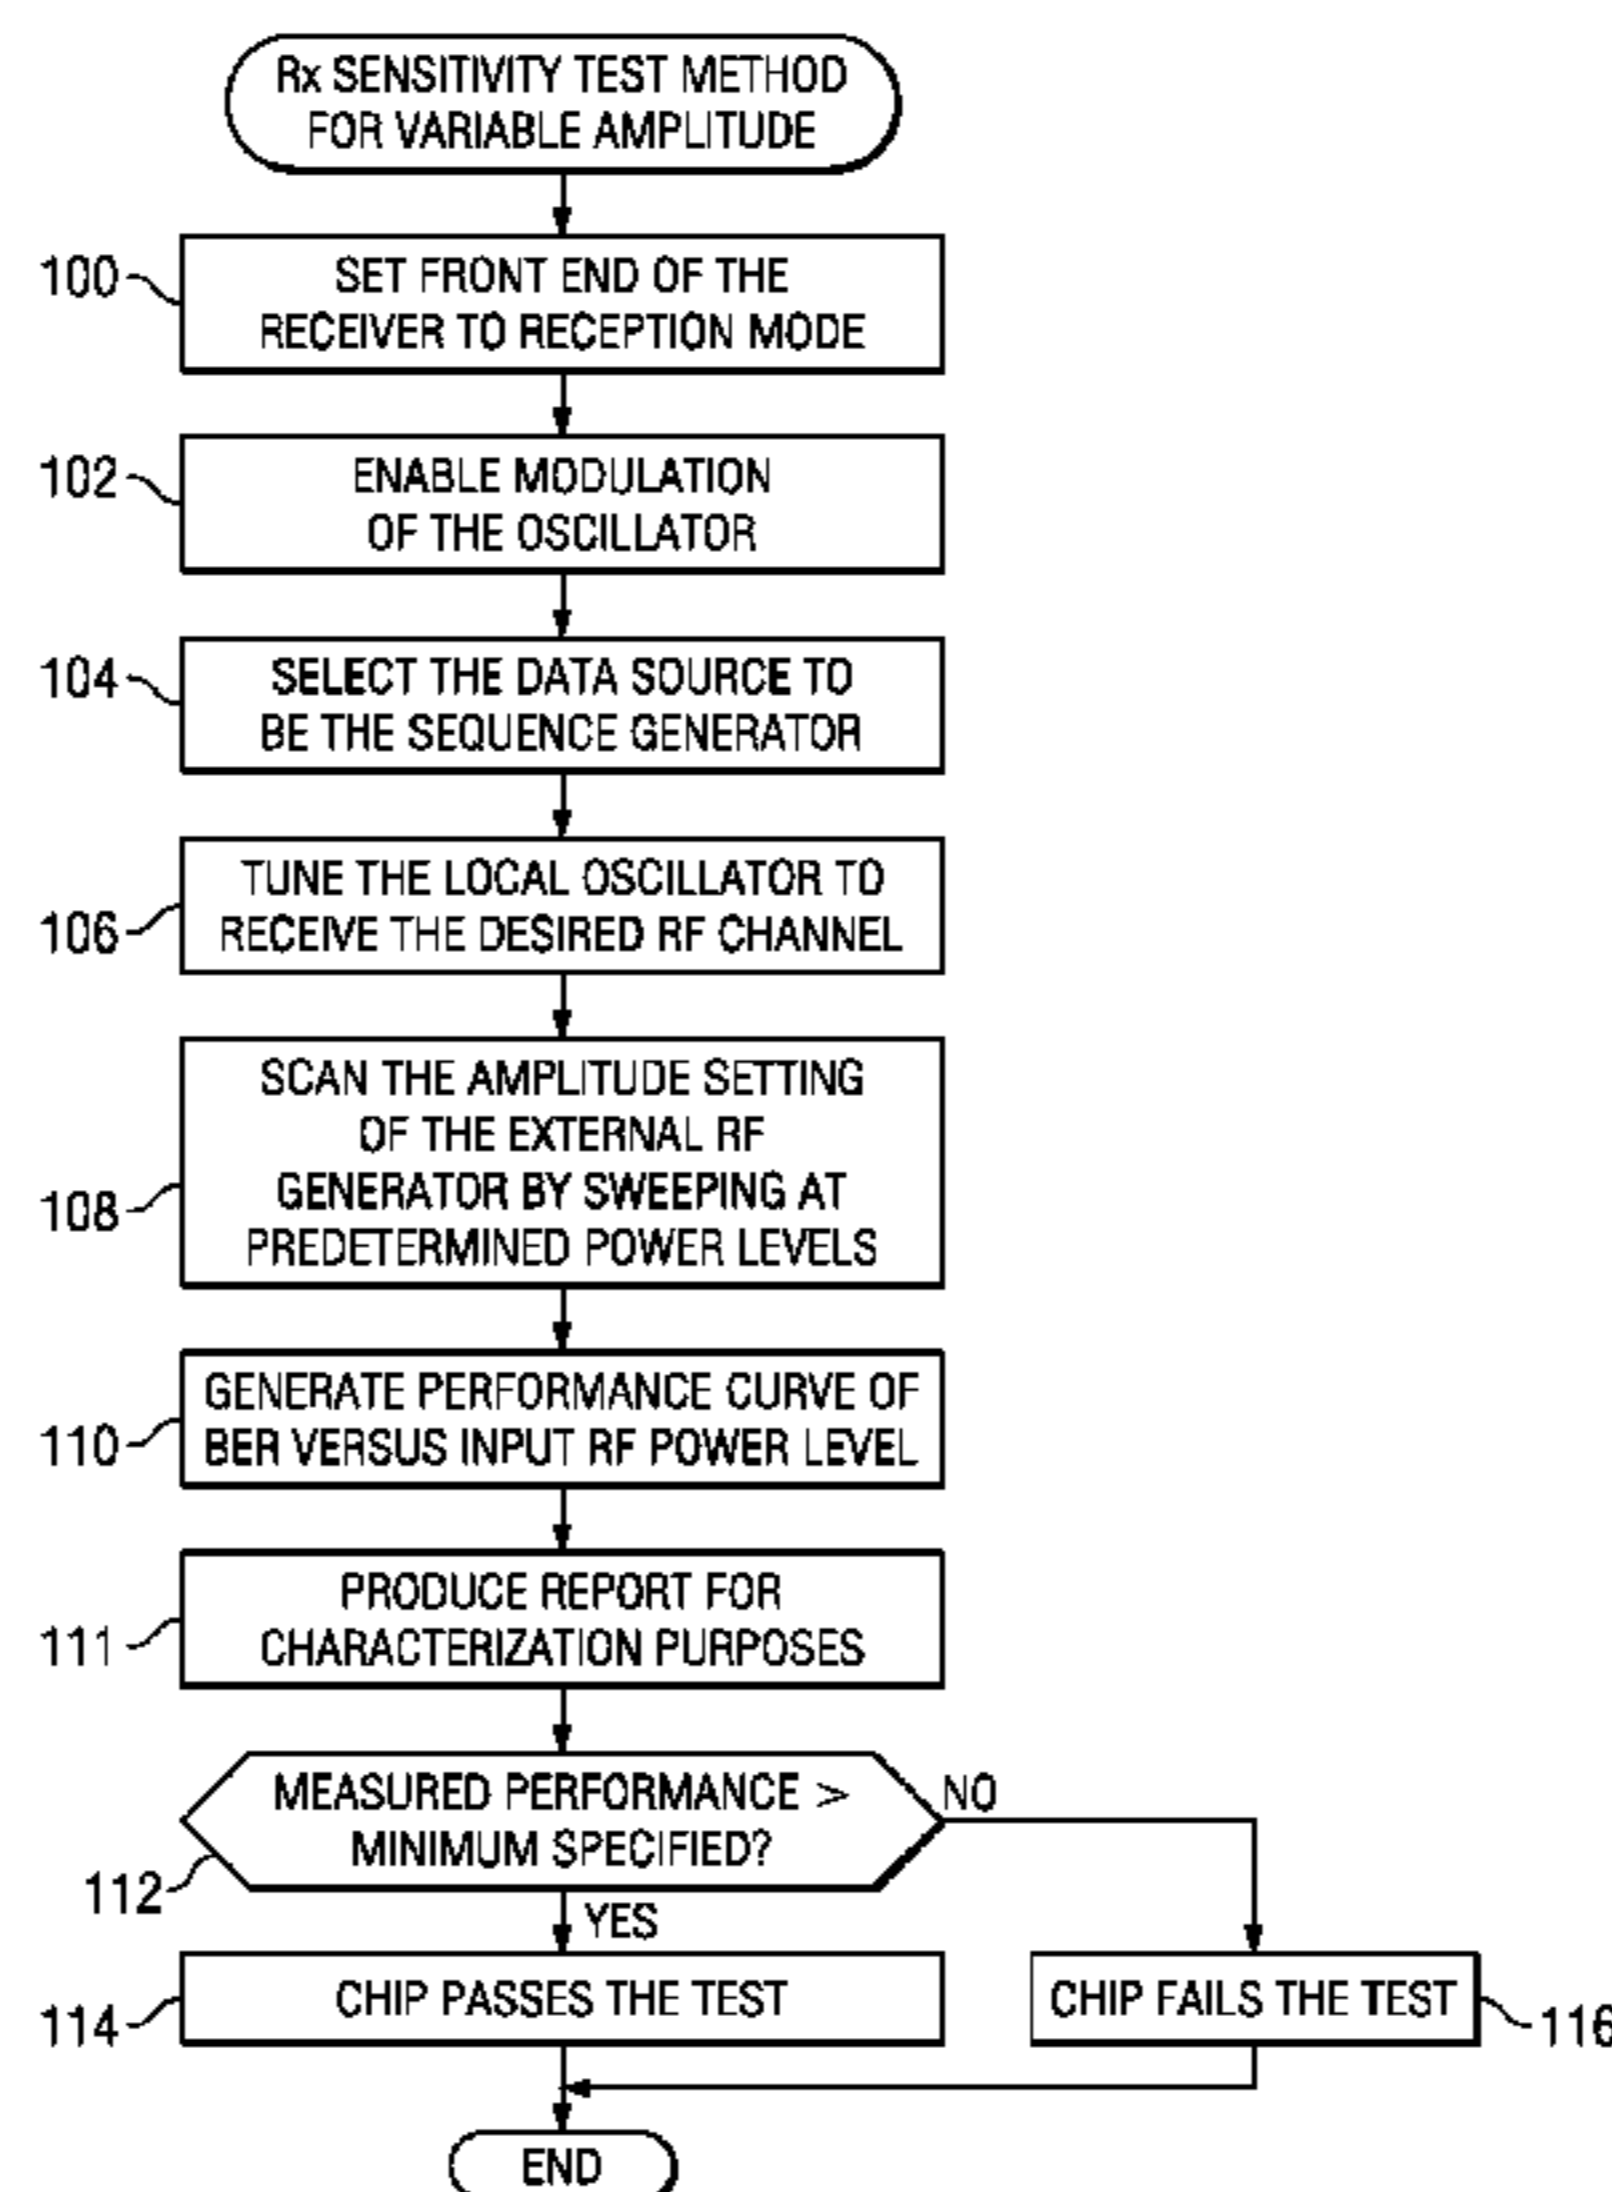 Rx SENSITIVITY TEST METHOD
FOR VARIABLE AMPLITUDE
100
SET FRONT END OF THE
RECEIVER TO RECEPTION MODE
102
ENABLE MODULATION
OF THE OSCILLATOR
104
SELECT THE DATA SOURCE TO
BE THE SEQUENCE GENERATOR
106
TUNE THE LOCAL OSCILLATOR TO
RECEIVE THE DESIRED RF CHANNEL
108
SCAN THE AMPLITUDE SETTING
OF THE EXTERNAL RF
GENERATOR BY SWEEPING AT
PREDETERMINED POWER LEVELS
110
GENERATE PERFORMANCE CURVE OF
BER VERSUS INPUT RF POWER LEVEL
111
PRODUCE REPORT FOR
CHARACTERIZATION PURPOSES
112
MEASURED PERFORMANCE >
MINIMUM SPECIFIED?
NO
YES
114
CHIP PASSES THE TEST
CHIP FAILS THE TEST
116
END